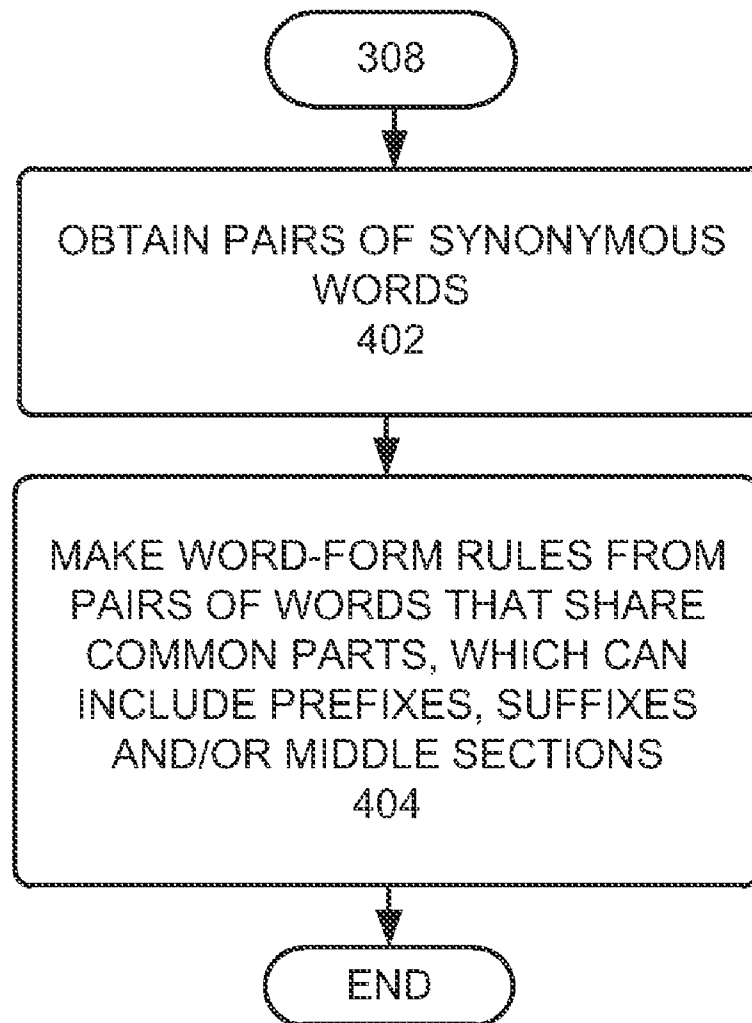 308
OBTAIN PAIRS OF SYNONYMOUS
WORDS
402
MAKE WORD-FORM RULES FROM
PAIRS OF WORDS THAT SHARE
COMMON PARTS, WHICH CAN
INCLUDE PREFIXES, SUFFIXES
AND/OR MIDDLE SECTIONS
404
END